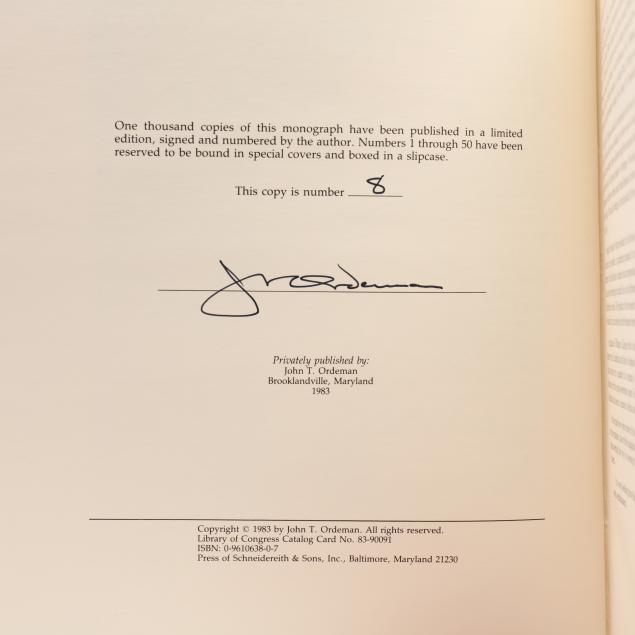 One thousand copies of this monograph have been published in a limited
edition, signed and numbered by the author. Numbers 1 through 50 have been
reserved to be bound in special covers and boxed in a slipcase.
This copy is number 8
Privately published by:
John T. Ordeman
Brooklandville, Maryland
1983
Copyright © 1983 by John T. Ordeman. All rights reserved.
Library of Congress Catalog Card No. 83-90091
ISBN: 0-9610638-0-7
Press of Schneidereith & Sons, Inc., Baltimore, Maryland 21230